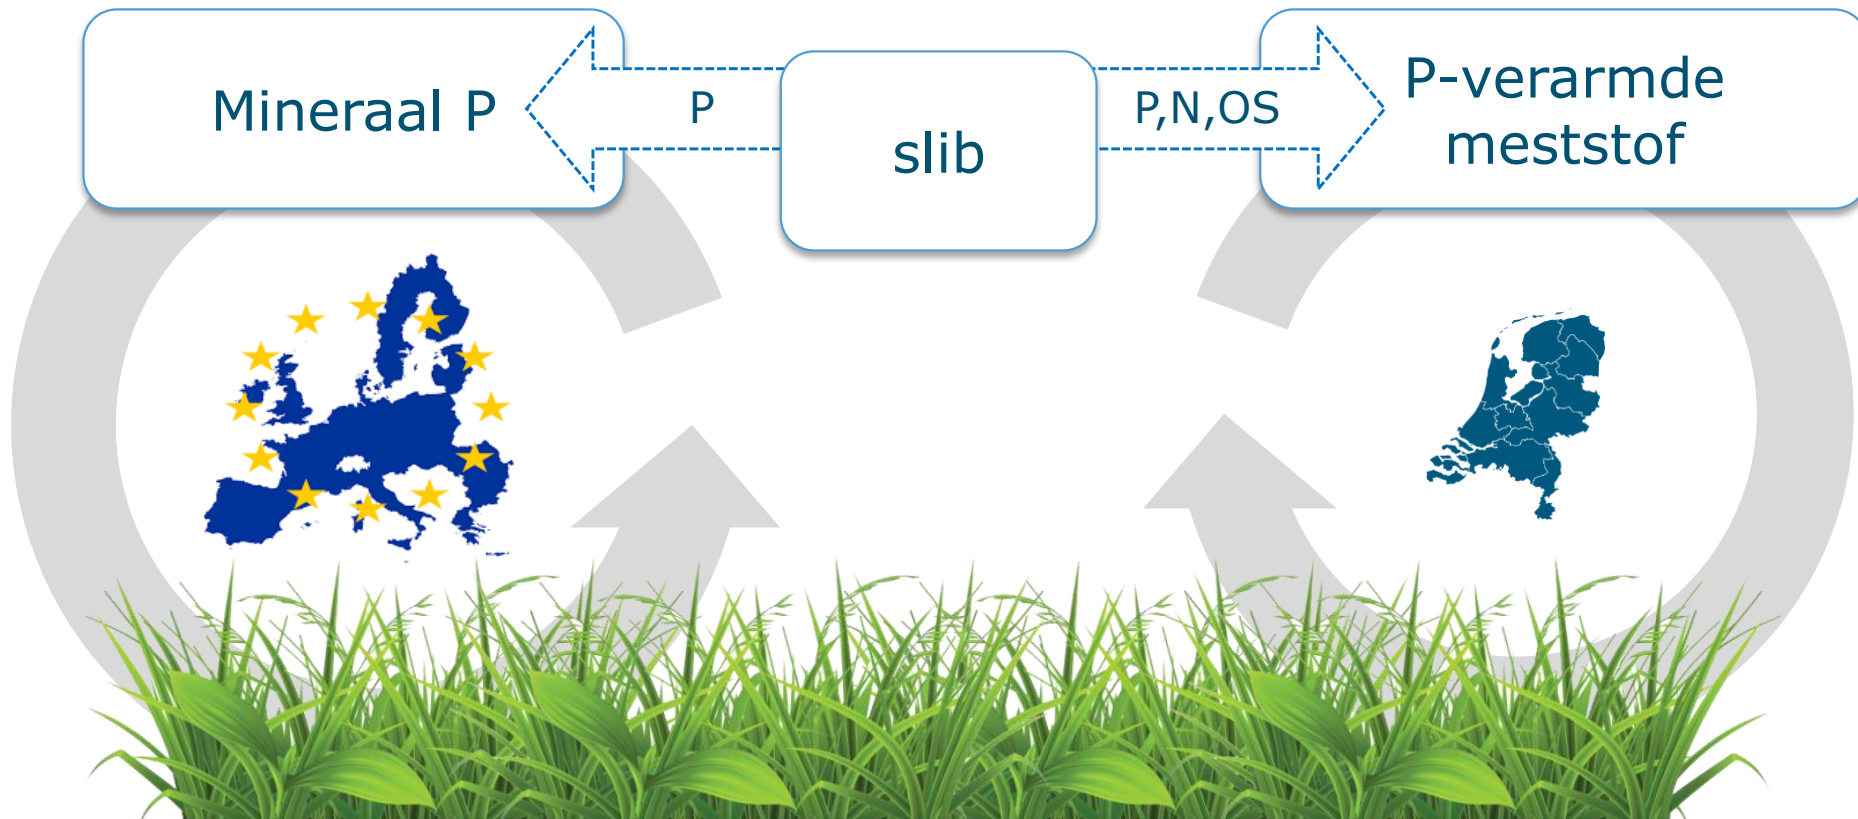 Mineraal P
P
slib
P,N,OS
P-verarmde
meststof